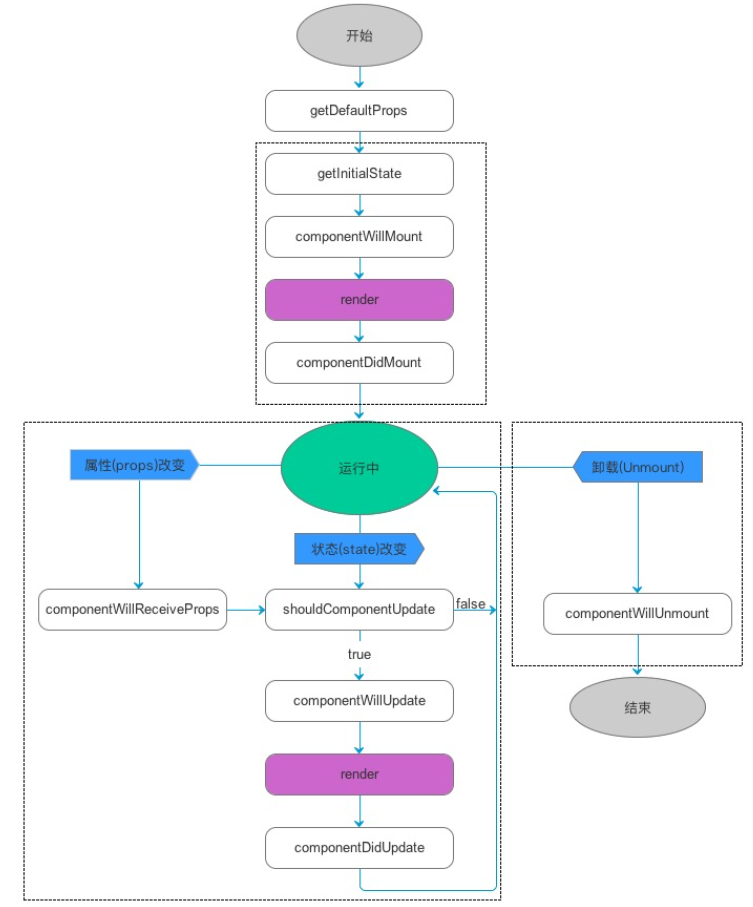 开始
getDefaultProps
getInitialState
componentWillMount
render
componentDidMount
属性(props)改变
运行中
卸载(Unmount)
状态(state)改变
componentWillReceiveProps
shouldComponentUpdate
false
componentWillUnmount
true
componentWillUpdate
结束
render
componentDidUpdate